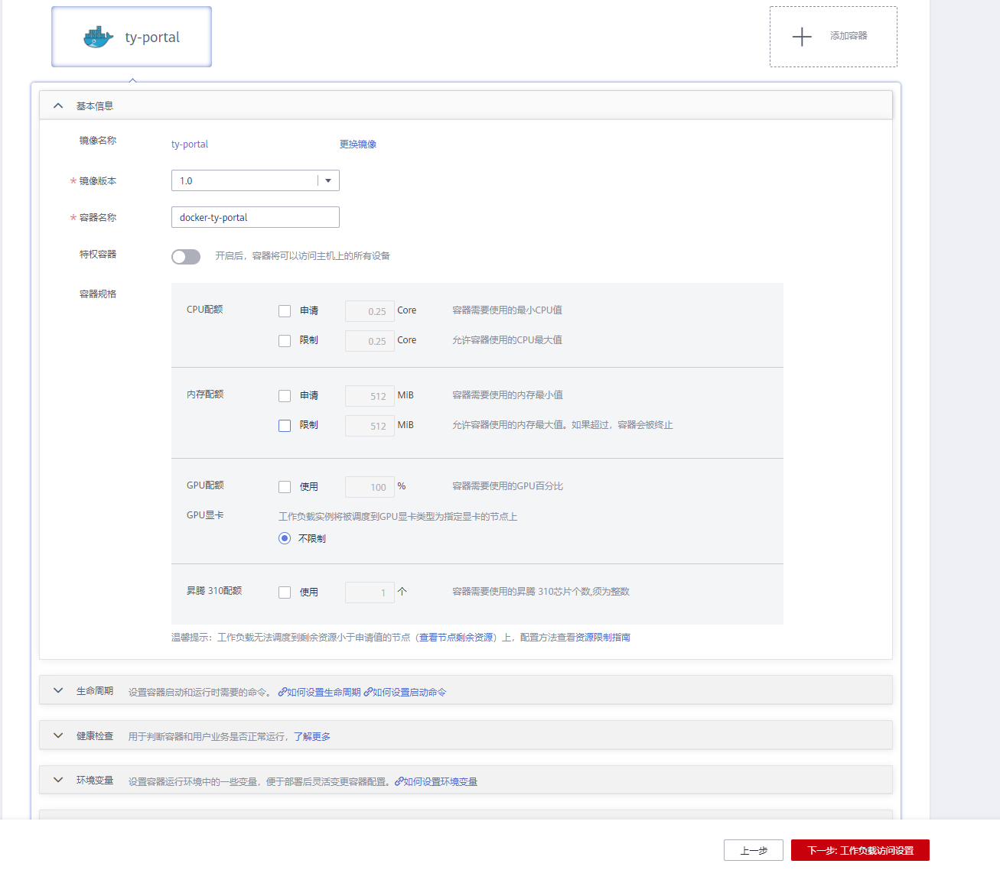 ty-portal
添加容器
基本信息
镜像名称 ty-portal 更换镜像
* 镜像版本 1.0
* 容器名称 docker-ty-portal
特权容器 开启后，容器将可以访问主机上的所有设备
容器规格
CPU配额 申请 0.25 Core 容器需要使用的最小CPU值
限制 0.25 Core 允许容器使用的CPU最大值
内存配额 申请 512 MiB 容器需要使用的内存最小值
限制 512 MiB 允许容器使用的内存最大值。如果超过，容器会被终止
GPU配额 使用 100 % 容器需要使用的GPU百分比
GPU显卡 工作负载实例将被调度到GPU显卡类型为指定显卡的节点上
不限制
昇腾 310配额 使用 1 个 容器需要使用的昇腾 310芯片个数,须为整数
温馨提示：工作负载无法调度到剩余资源小于申请值的节点（查看节点剩余资源）上，配置方法查看资源限制指南
生命周期 设置容器启动和运行时需要的命令。 如何设置生命周期 如何设置启动命令
健康检查 用于判断容器和用户业务是否正常运行，了解更多
环境变量 设置容器运行环境中的一些变量，便于部署后灵活变更容器配置。 如何设置环境变量
上一步 下一步: 工作负载访问设置